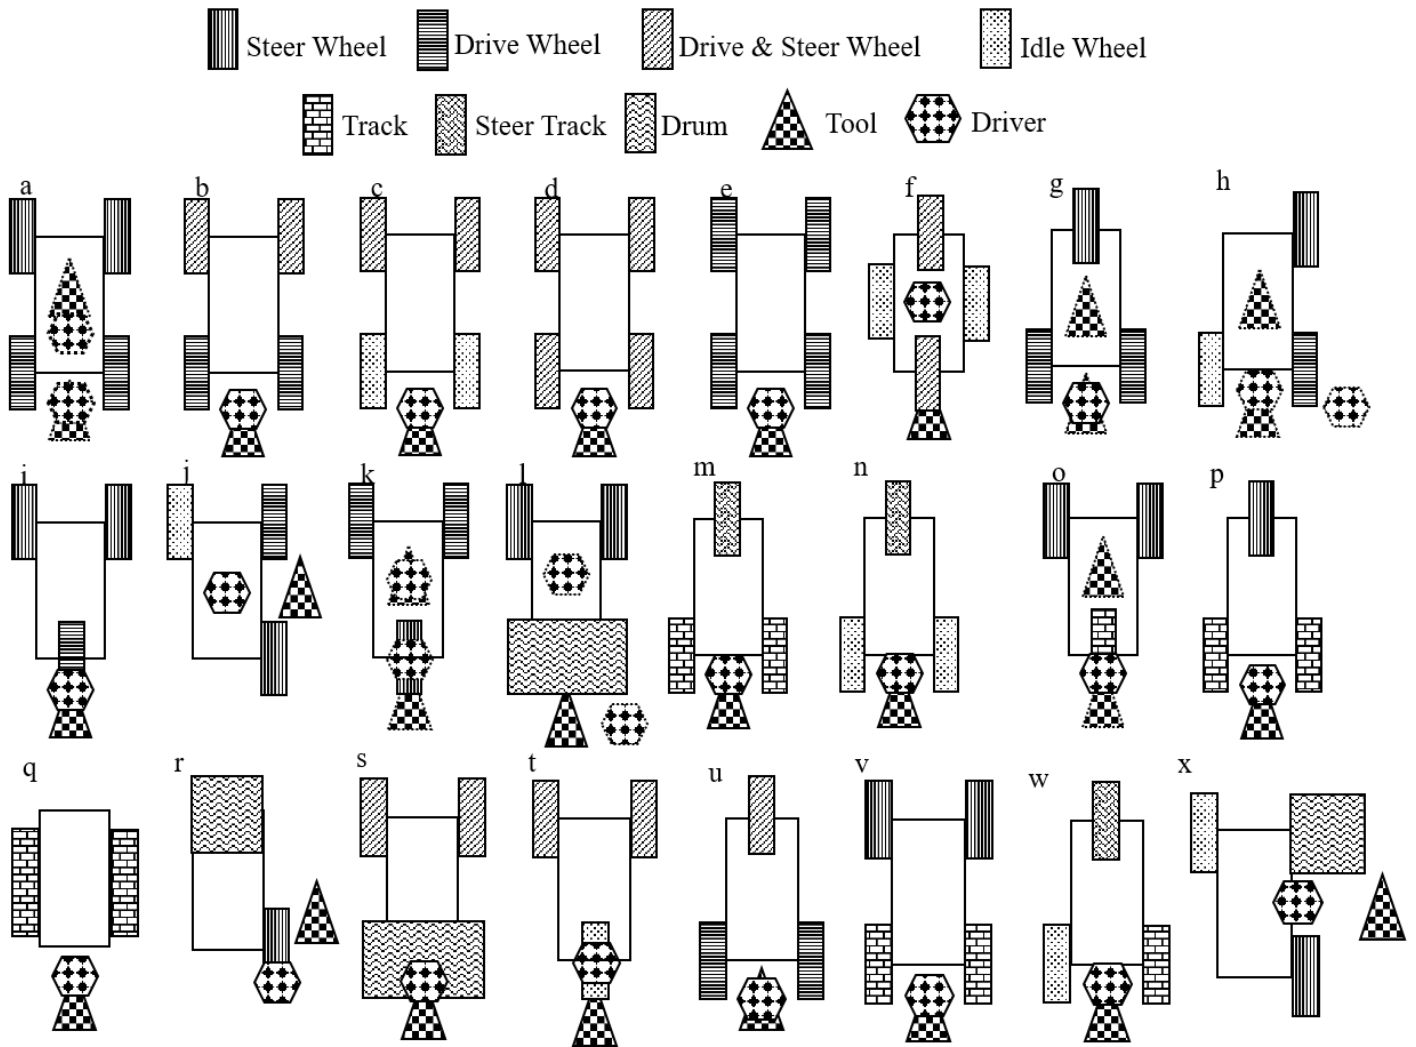 Steer Wheel Drive Wheel Drive & Steer Wheel Idle Wheel
Track Steer Track Drum Tool Driver
a b c d e f g h
i j k l m n o p
q r s t u v w x